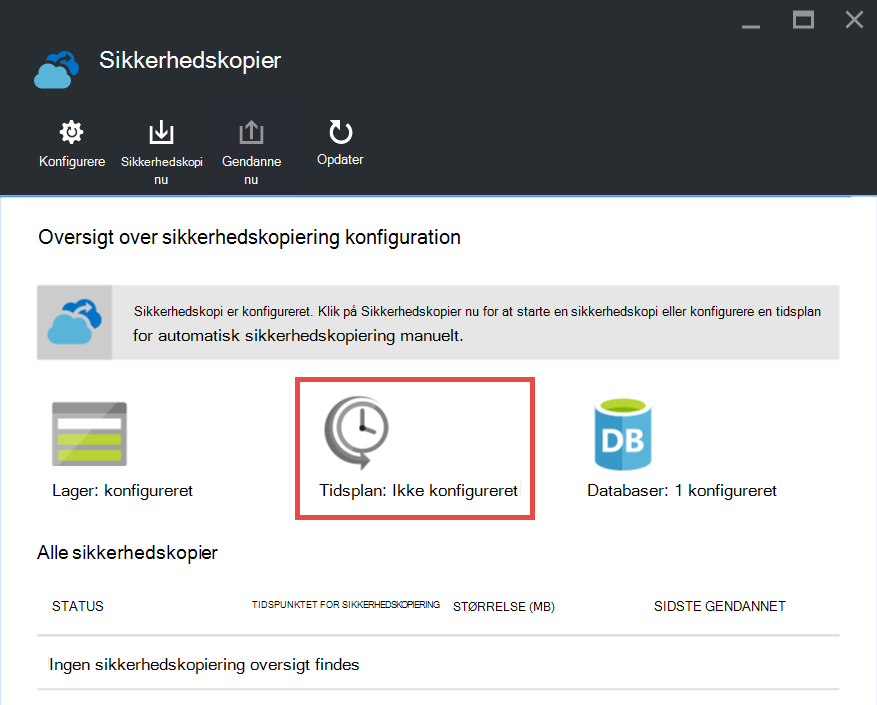 Sikkerhedskopier
Konfigurere
Sikkerhedskopi
nu
Gendanne
nu
Opdater
Oversigt over sikkerhedskopiering konfiguration
Sikkerhedskopi er konfigureret. Klik på Sikkerhedskopier nu for at starte en sikkerhedskopi eller konfigurere en tidsplan
for automatisk sikkerhedskopiering manuelt.
DB
Lager: konfigureret
Tidsplan: Ikke konfigureret
Databaser: 1 konfigureret
Alle sikkerhedskopier
STATUS
TIDSPUNKTET FOR SIKKERHEDSKOPIERING
STØRRELSE (MB)
SIDSTE GENDANNET
Ingen sikkerhedskopiering oversigt findes